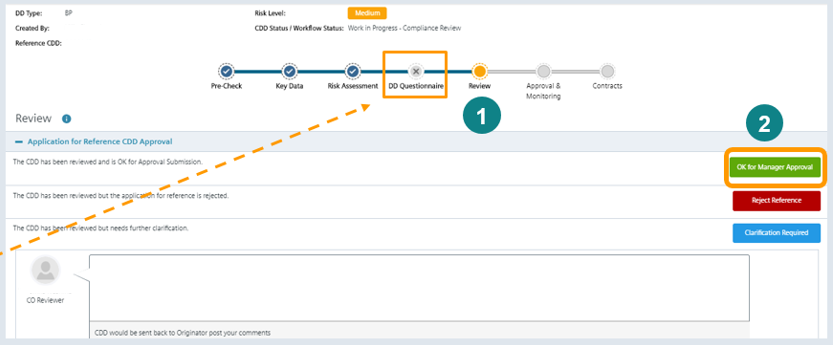 DD Type: BP Risk Level: Medium
Created By: CDD Status / Workflow Status: Work in Progress - Compliance Review
Reference CDD:
Pre-Check Key Data Risk Assessment DD Questionnaire Review Approval & Monitoring Contracts
1
Review
2
Application for Reference CDD Approval
The CDD has been reviewed and is OK for Approval Submission. OK for Manager Approval
The CDD has been reviewed but the application for reference is rejected. Reject Reference
The CDD has been reviewed but needs further clarification. Clarification Required
CO Reviewer
CDD would be sent back to Originator post your comments